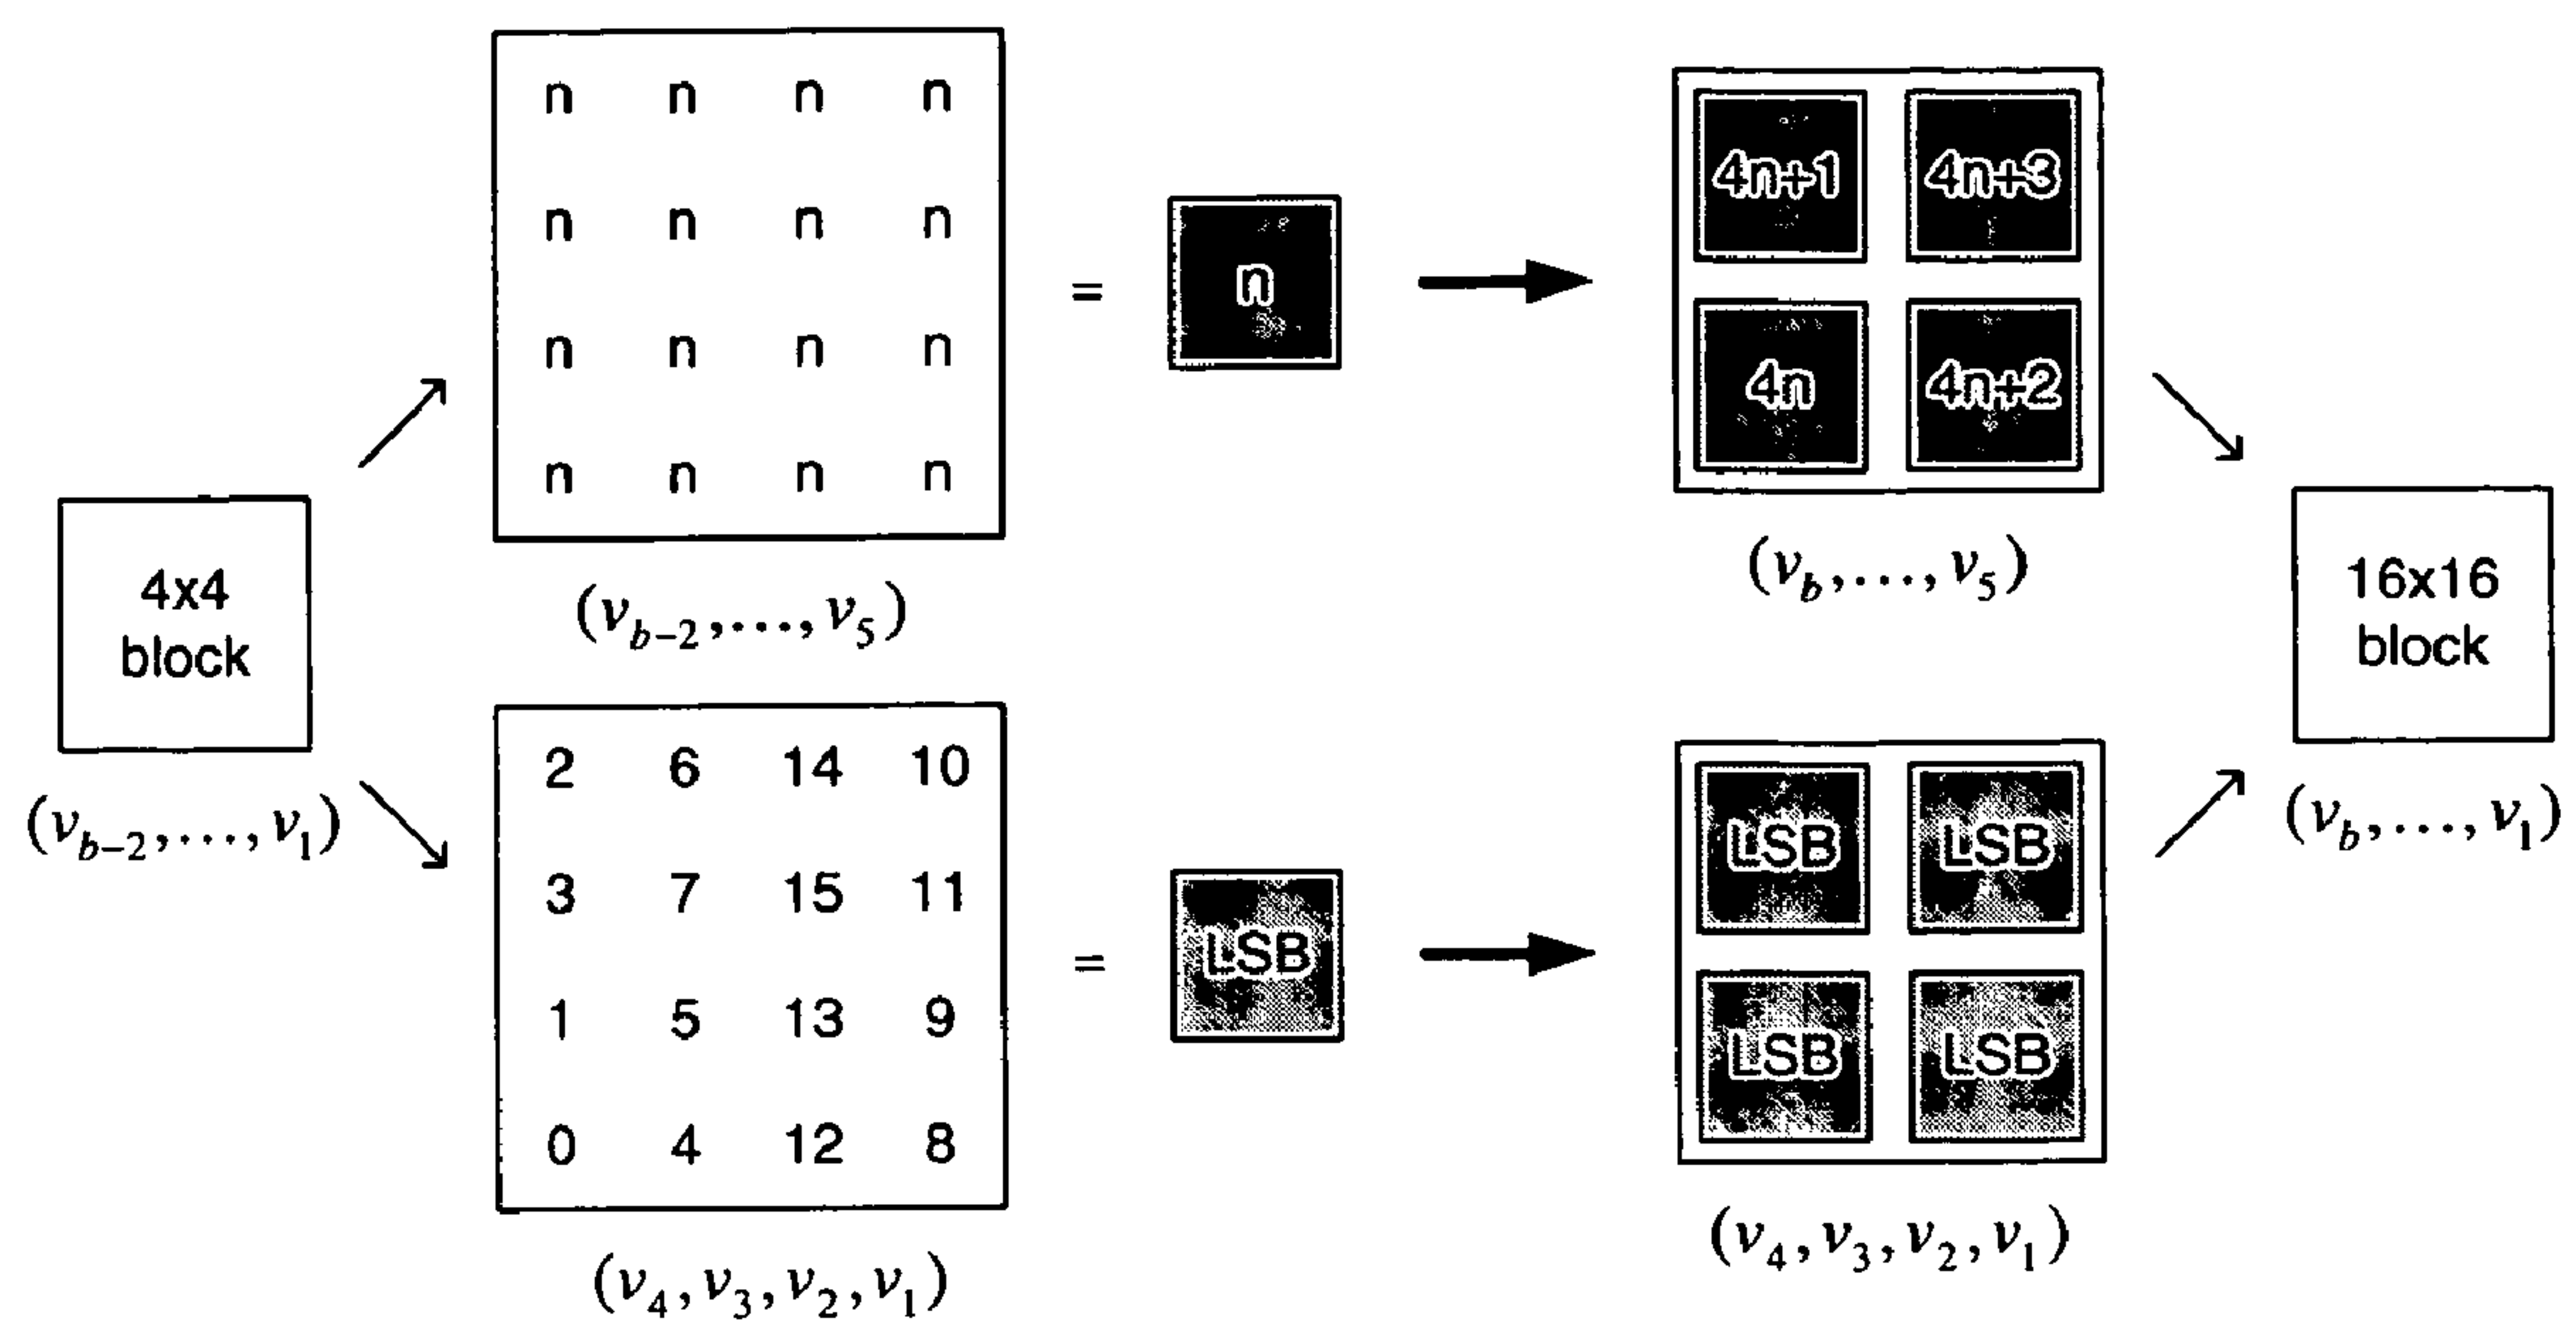 n n n n
n n n n
n n n n
n n n n
(v_{b-2},...,v_5)
=
n
4n+1 4n+3
4n 4n+2
(v_b,...,v_5)
4x4
block
(v_{b-2},...,v_1)
16x16
block
(v_b,...,v_1)
2 6 14 10
3 7 15 11
1 5 13 9
0 4 12 8
(v_4,v_3,v_2,v_1)
=
LSB
LSB LSB
LSB LSB
(v_4,v_3,v_2,v_1)